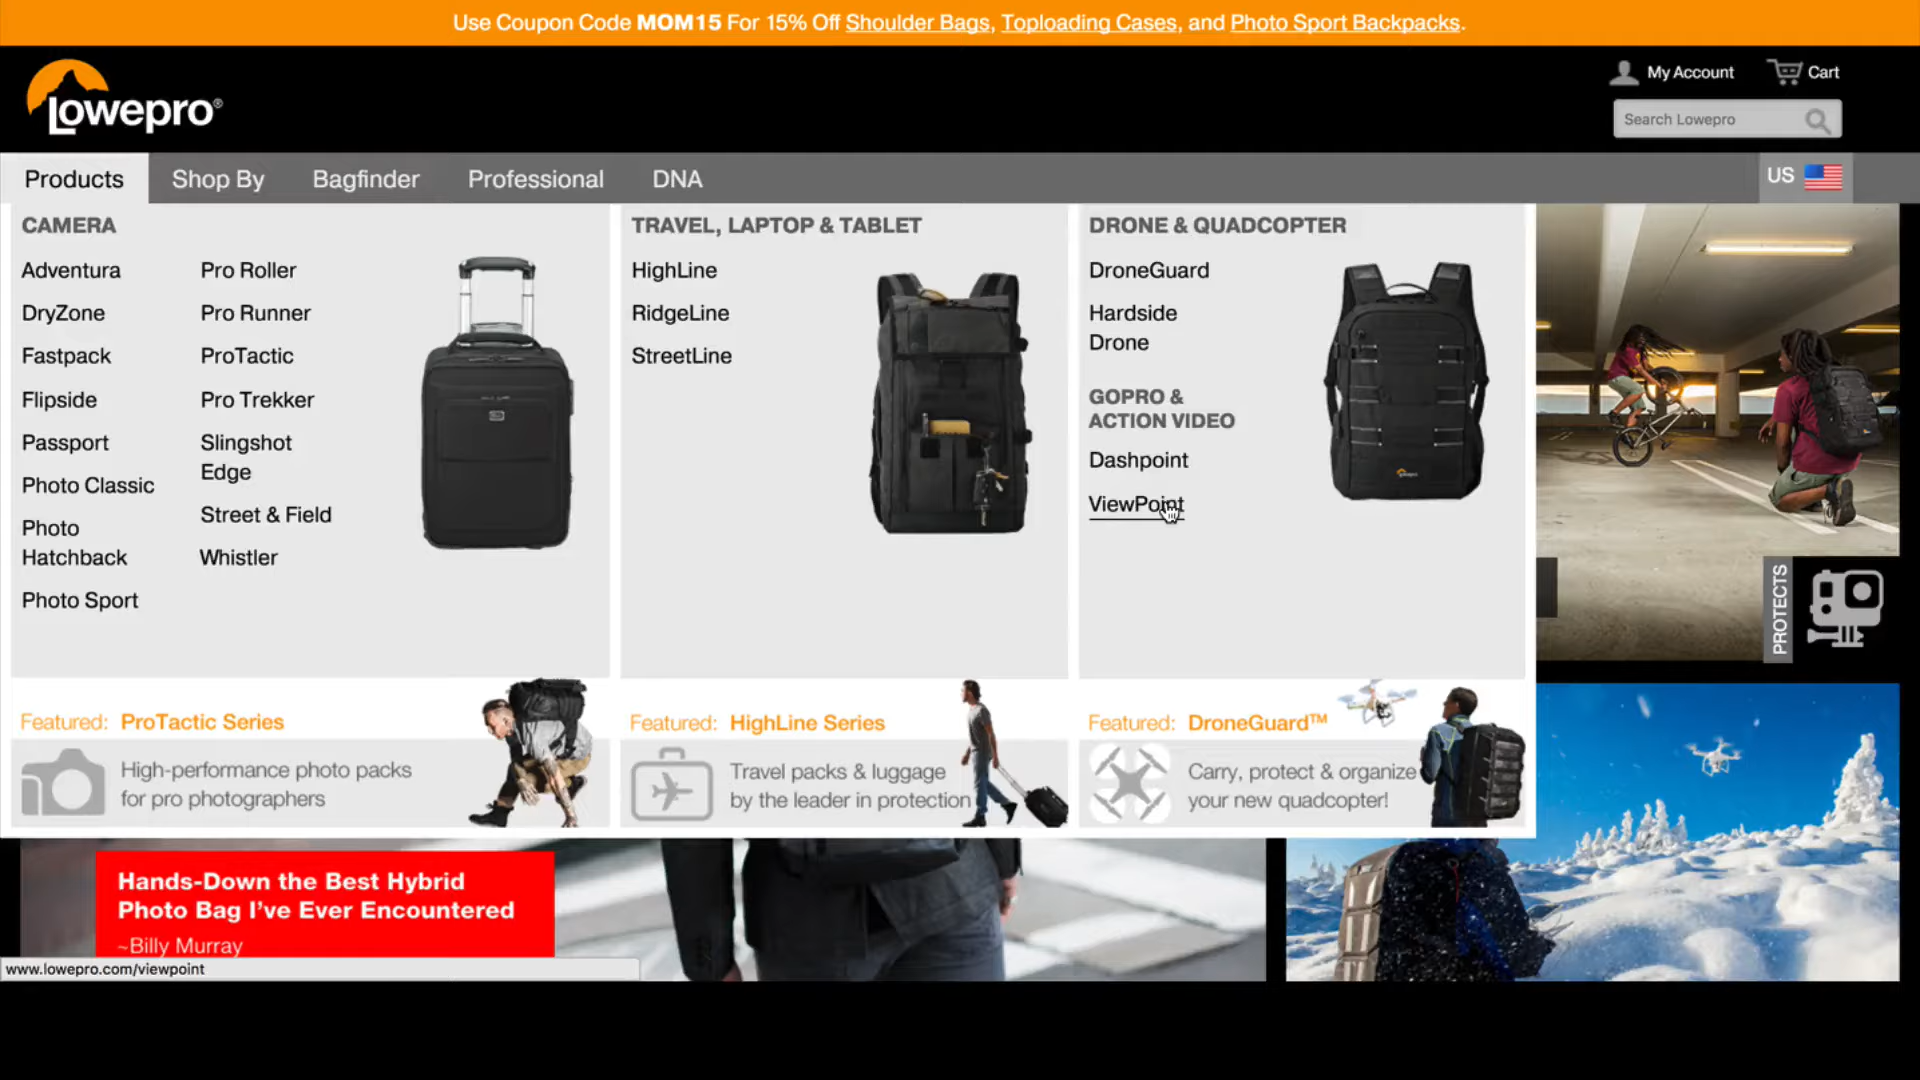 Use Coupon Code MOM15 For 15% Off Shoulder Bags, Toploading Cases, and Photo Sport Backpacks.
Lowepro®
My Account
Cart
Search Lowepro
Products
Shop By
Bagfinder
Professional
DNA
US
CAMERA
Adventura
DryZone
Fastpack
Flipside
Passport
Photo Classic
Photo
Hatchback
Photo Sport
Pro Roller
Pro Runner
ProTactic
Pro Trekker
Slingshot
Edge
Street & Field
Whistler
TRAVEL, LAPTOP & TABLET
HighLine
RidgeLine
StreetLine
DRONE & QUADCOPTER
DroneGuard
Hardside
Drone
GOPRO &
ACTION VIDEO
Dashpoint
ViewPoint
PROTECTS
Featured: ProTactic Series
High-performance photo packs
for pro photographers
Featured: HighLine Series
Travel packs & luggage
by the leader in protection
Featured: DroneGuard™
Carry, protect & organize
your new quadcopter!
Hands-Down the Best Hybrid
Photo Bag I've Ever Encountered
~Billy Murray
www.lowepro.com/viewpoint